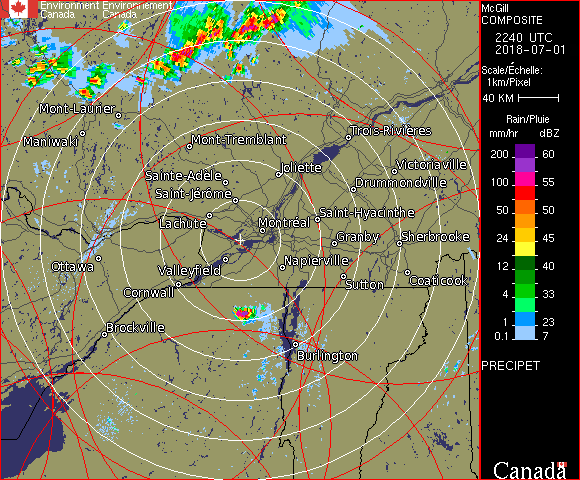 Environment Environnement
Canada Canada
McGill
COMPOSITE
2240 UTC
2018-07-01
Scale/Échelle:
1km/Pixel
40 KM
Rain/Pluie
mm/hr dBZ
200 60
100 55
75 55
50 50
24 45
12 40
4 33
1 23
0.1 7
PRECIPET
Canada
Mont-Laurier
Maniwaki
Mont-Tremblant
Trois-Rivières
Sainte-Adèle
Joliette
Victoriaville
Saint-Jérôme
Drummondville
Lachute
Montréal
Saint-Hyacinthe
Granby
Sherbrooke
Ottawa
Valleyfield
Napierville
Cornwall
Sutton
Coaticook
Brockville
Burlington